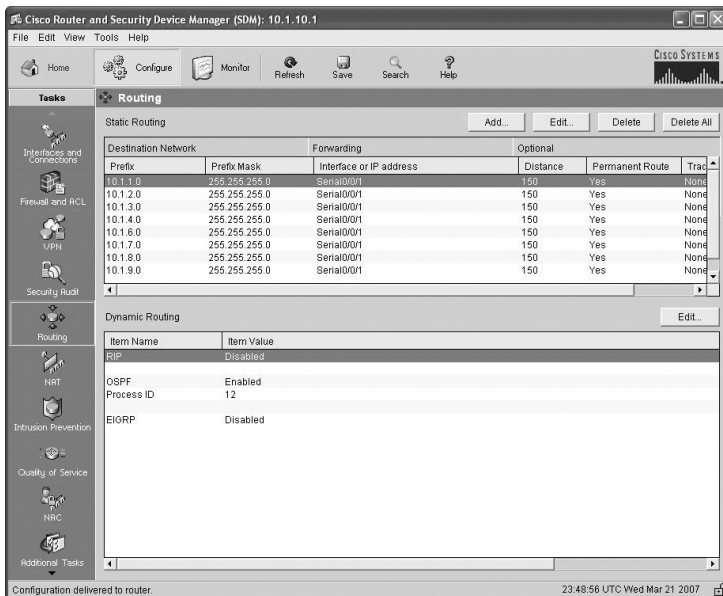 Cisco Router and Security Device Manager (SDM): 10.1.10.1
File Edit View Tools Help
Home Configure Monitor Refresh Save Search Help
CISCO SYSTEMS
Tasks
Routing
Interfaces and Connections
Firewall and ACL
VPN
Security Audit
Routing
NAT
Intrusion Prevention
Quality of Service
NAC
Additional Tasks
Static Routing Add... Edit... Delete Delete All
Destination Network Forwarding Optional
Prefix Prefix Mask Interface or IP address Distance Permanent Route Trac
10.1.1.0 255.255.255.0 Serial0/0/1 150 Yes None
10.1.2.0 255.255.255.0 Serial0/0/1 150 Yes None
10.1.3.0 255.255.255.0 Serial0/0/1 150 Yes None
10.1.4.0 255.255.255.0 Serial0/0/1 150 Yes None
10.1.6.0 255.255.255.0 Serial0/0/1 150 Yes None
10.1.7.0 255.255.255.0 Serial0/0/1 150 Yes None
10.1.8.0 255.255.255.0 Serial0/0/1 150 Yes None
10.1.9.0 255.255.255.0 Serial0/0/1 150 Yes None
Dynamic Routing Edit...
Item Name Item Value
RIP Disabled
OSPF Enabled
Process ID 12
EIGRP Disabled
Configuration delivered to router. 23:48:56 UTC Wed Mar 21 2007